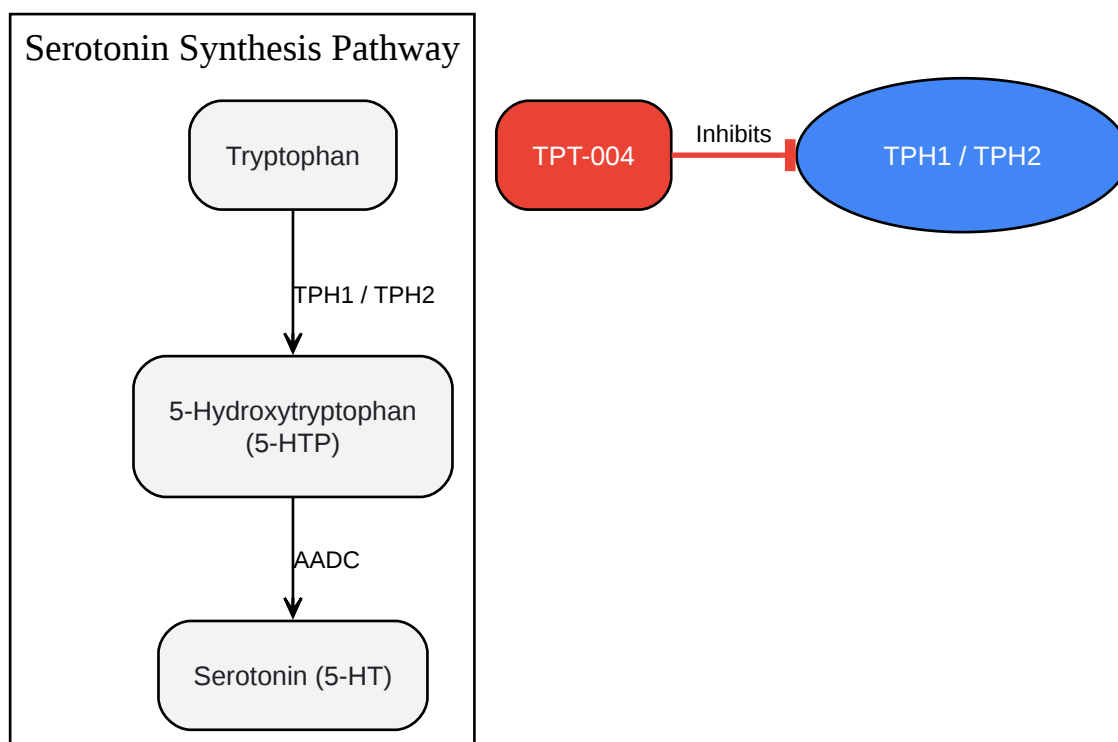 Serotonin Synthesis Pathway
Tryptophan
TPH1 / TPH2
5-Hydroxytryptophan
(5-HTP)
AADC
Serotonin (5-HT)
TPT-004
Inhibits
TPH1 / TPH2